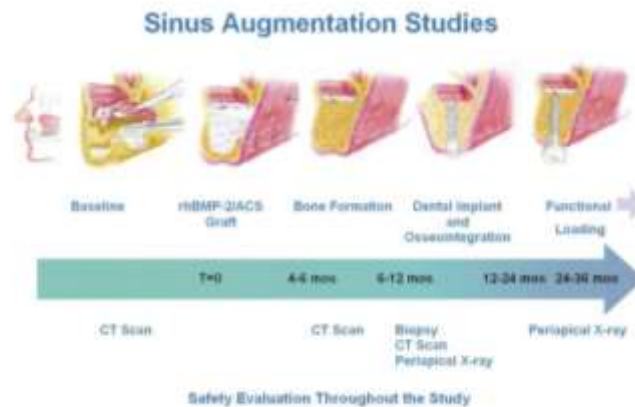 Sinus Augmentation Studies
Baseline
rhBMP-2/ACS
Graft
Bone Formation
Dental Implant
and
Osseointegration
Functional
Loading
T=0
4-6 mos
6-12 mos
12-24 mos
24-36 mos
CT Scan
CT Scan
Biopsy
CT Scan
Periapical X-ray
Periapical X-ray
Safety Evaluation Throughout the Study